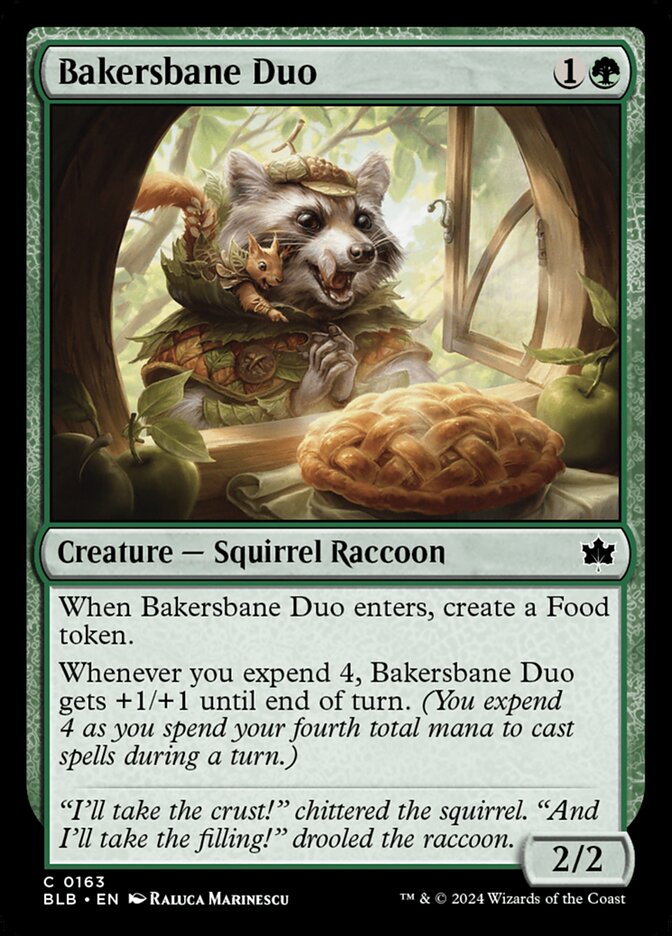 Bakersbane Duo 1
Creature — Squirrel Raccoon
When Bakersbane Duo enters, create a Food
token.
Whenever you expend 4, Bakersbane Duo
gets +1/+1 until end of turn. (You expend
4 as you spend your fourth total mana to cast
spells during a turn.)
“I’ll take the crust!” chittered the squirrel. “And
I’ll take the filling!” drooled the raccoon.
2/2
C 0163
BLB • EN Raluca Marinescu
™ & © 2024 Wizards of the Coast